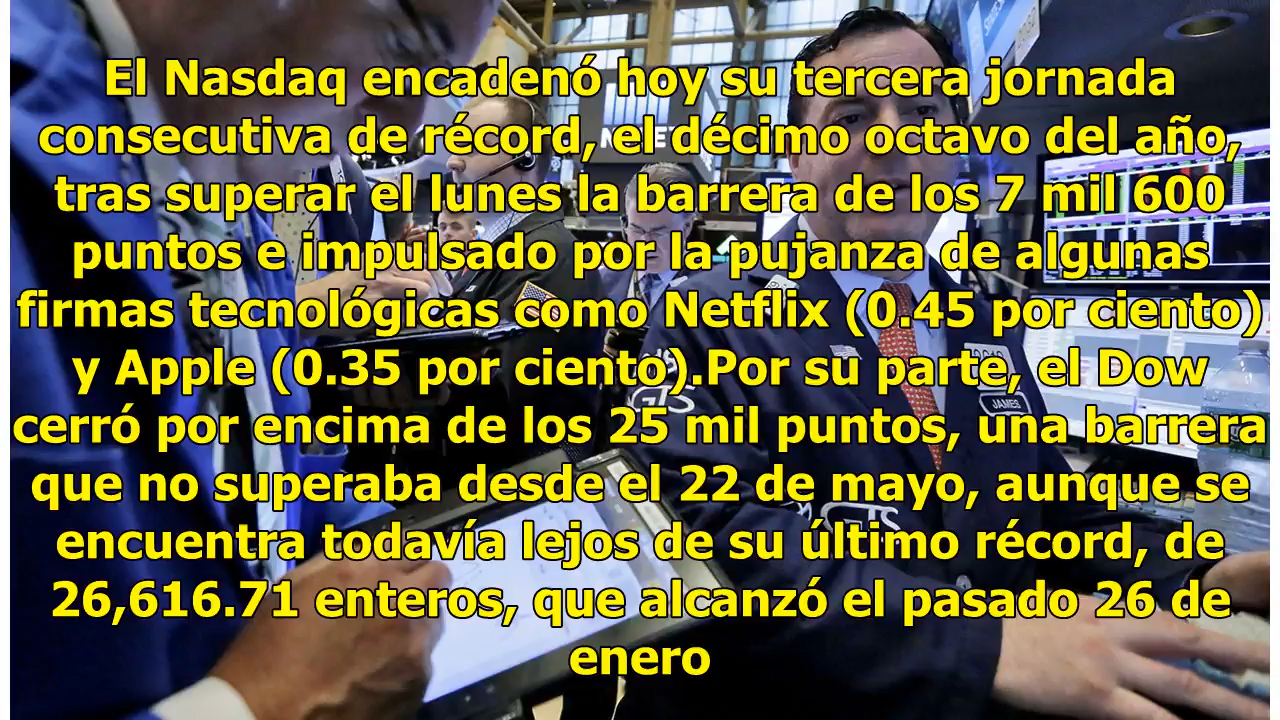 El Nasdaq encadenó hoy su tercera jornada
consecutiva de récord, el décimo octavo del año,
tras superar el lunes la barrera de los 7 mil 600
puntos e impulsado por la pujanza de algunas
firmas tecnológicas como Netflix (0.45 por ciento)
y Apple (0.35 por ciento).Por su parte, el Dow
cerró por encima de los 25 mil puntos, una barrera
que no superaba desde el 22 de mayo, aunque se
encuentra todavía lejos de su último récord, de
26,616.71 enteros, que alcanzó el pasado 26 de
enero
JAMES
GTS